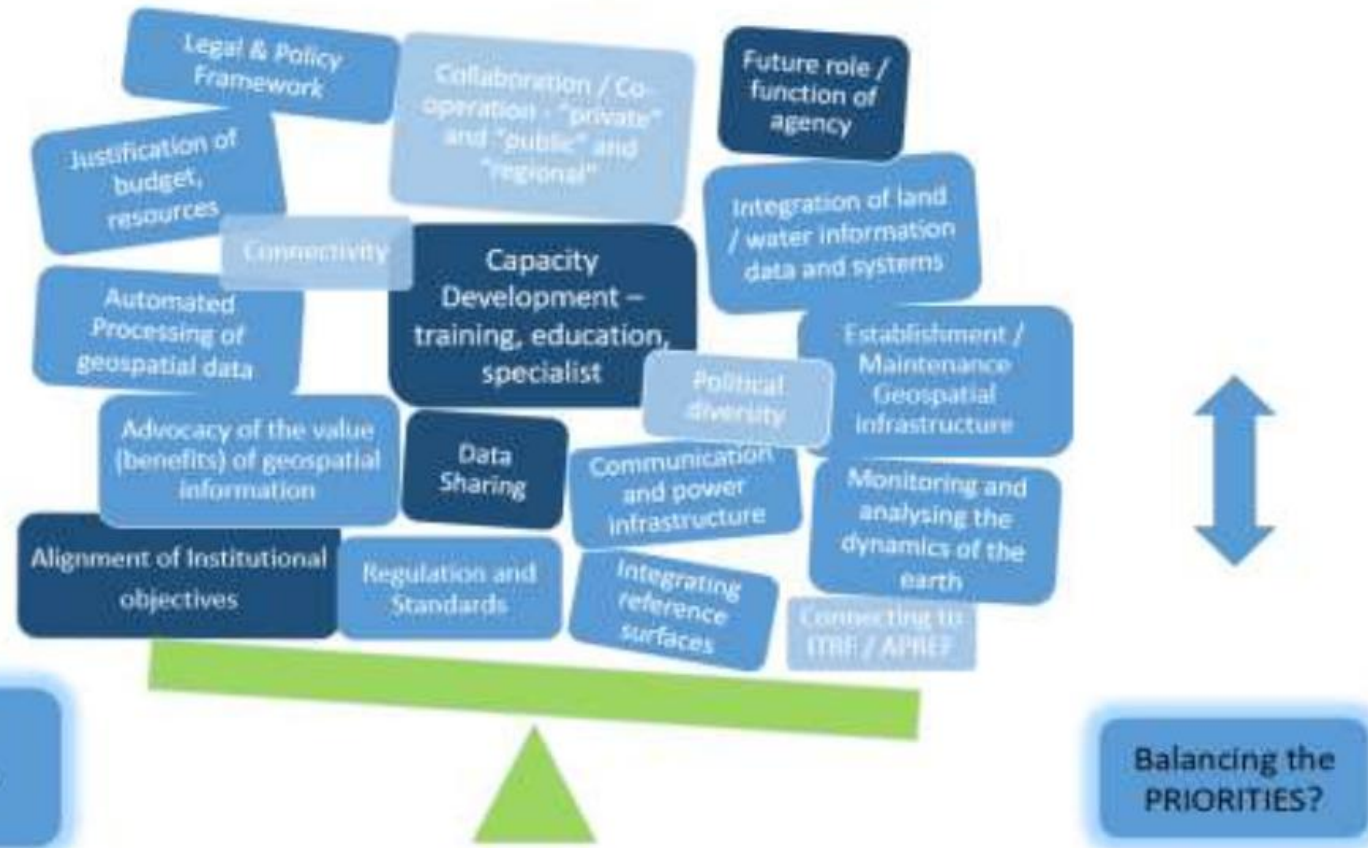 Legal & Policy
Framework
Collaboration / Co-
operation - "private"
and "public" and
"regional"
Future role /
function of
agency
Justification of
budget,
resources
Connectivity
Capacity
Development –
training, education,
specialist
Integration of land
/ water information
data and systems
Automated
Processing of
geospatial data
Political
diversity
Establishment /
Maintenance
Geospatial
infrastructure
Advocacy of the value
(benefits) of geospatial
information
Data
Sharing
Communication
and power
infrastructure
Monitoring and
analysing the
dynamics of the
earth
Alignment of Institutional
objectives
Regulation and
Standards
Integrating
reference
surfaces
Connecting to
ITRF / APREF
Balancing the
PRIORITIES?